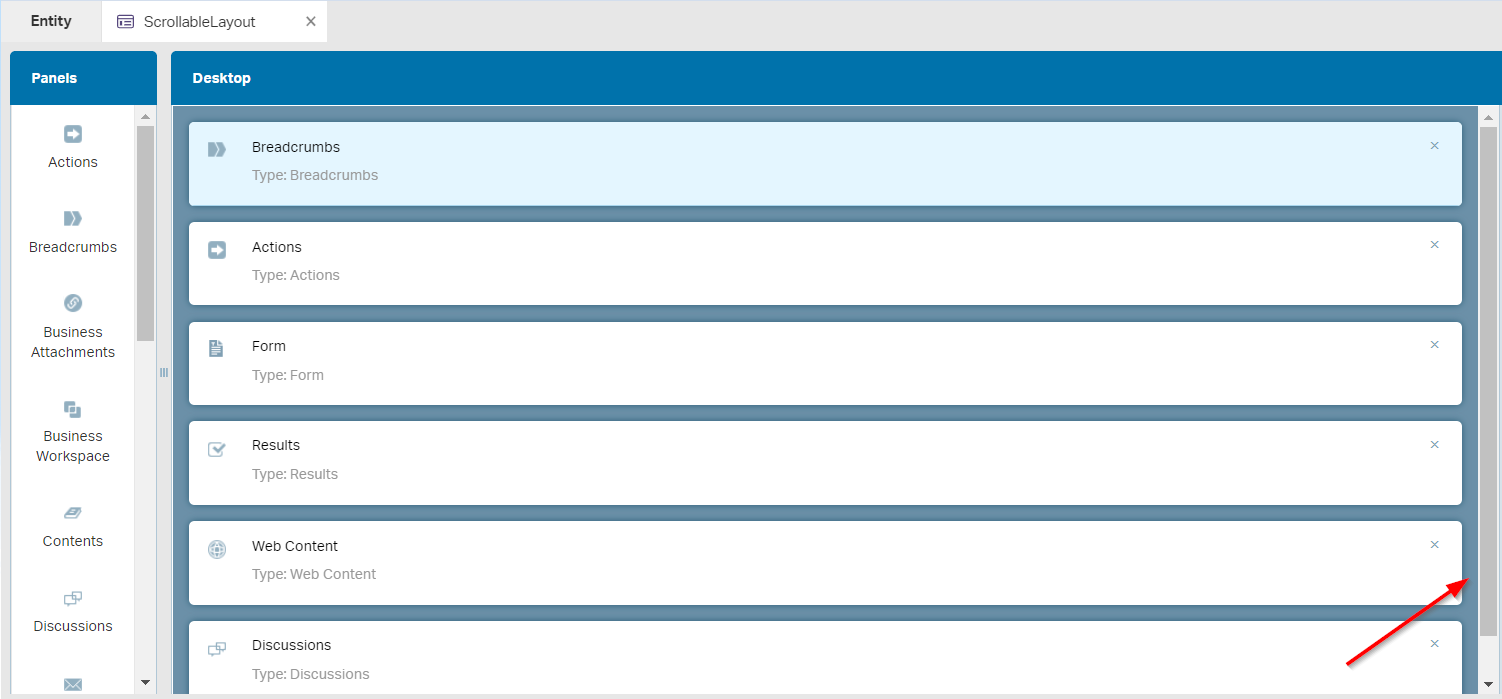 Entity
ScrollableLayout
Panels
Desktop
Actions
Breadcrumbs
Business
Attachments
Business
Workspace
Contents
Discussions
Breadcrumbs
Type: Breadcrumbs
Actions
Type: Actions
Form
Type: Form
Results
Type: Results
Web Content
Type: Web Content
Discussions
Type: Discussions